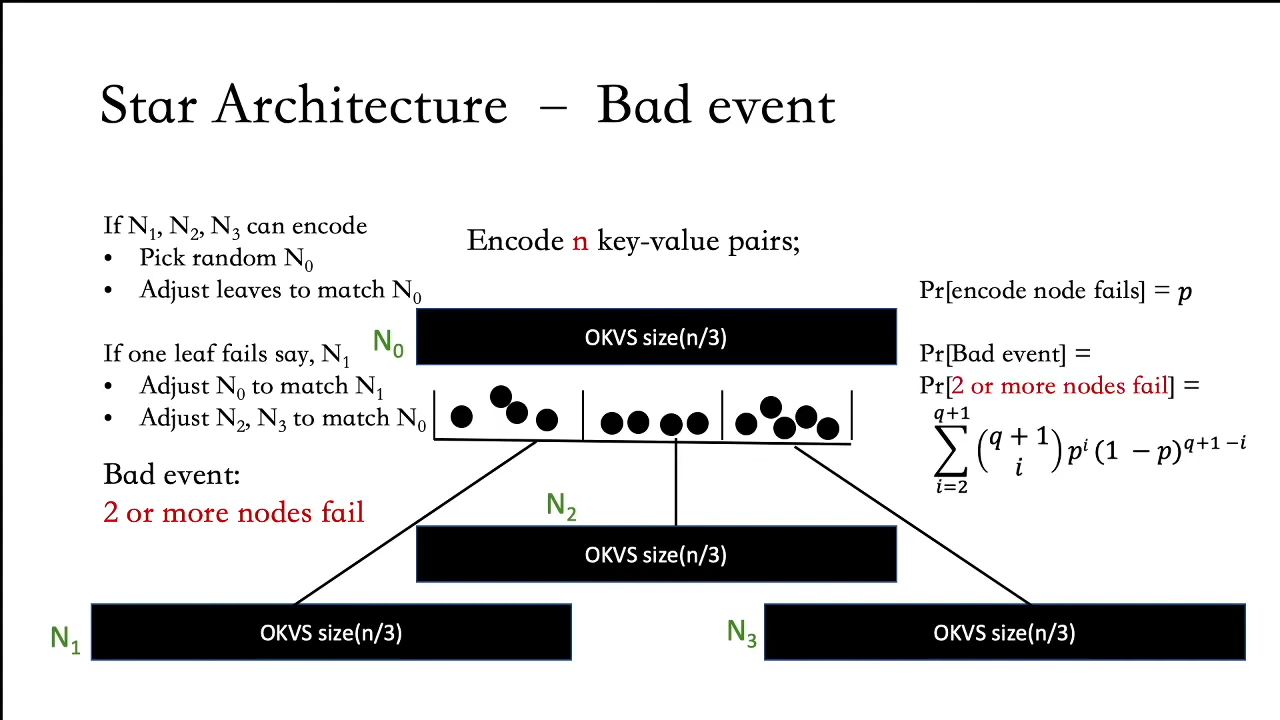 Star Architecture – Bad event
If N₁, N₂, N₃ can encode
• Pick random N₀
• Adjust leaves to match N₀
If one leaf fails say, N₁
• Adjust N₀ to match N₁
• Adjust N₂, N₃ to match N₀
Bad event:
2 or more nodes fail
Encode n key-value pairs;
N₀
OKVS size(n/3)
N₂
OKVS size(n/3)
N₁
OKVS size(n/3)
N₃
OKVS size(n/3)
Pr[encode node fails] = p
Pr[Bad event] =
Pr[2 or more nodes fail] =
∑_{i=2}^{q+1} (q + 1 choose i) pⁱ (1 − p)^{q+1 −i}